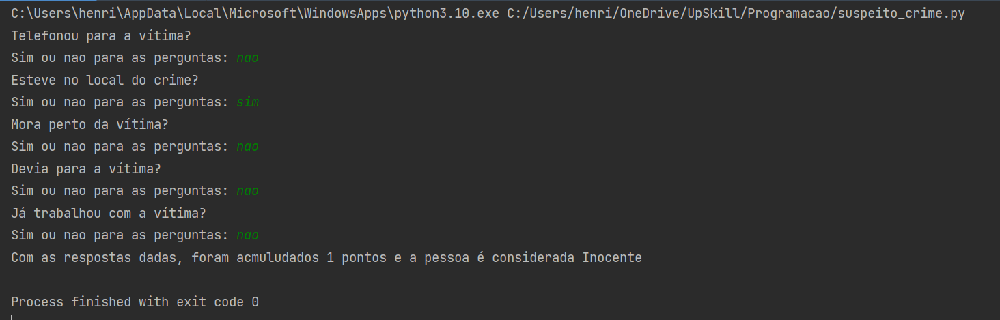 C:\Users\henri\AppData\Local\Microsoft\WindowsApps\python3.10.exe C:/Users/henri/OneDrive/UpSkill/Programacao/suspeito_crime.py
Telefonou para a vítima?
Sim ou nao para as perguntas: nao
Esteve no local do crime?
Sim ou nao para as perguntas: sim
Mora perto da vítima?
Sim ou nao para as perguntas: nao
Devia para a vítima?
Sim ou nao para as perguntas: nao
Já trabalhou com a vítima?
Sim ou nao para as perguntas: nao
Com as respostas dadas, foram acmuludados 1 pontos e a pessoa é considerada Inocente
Process finished with exit code 0